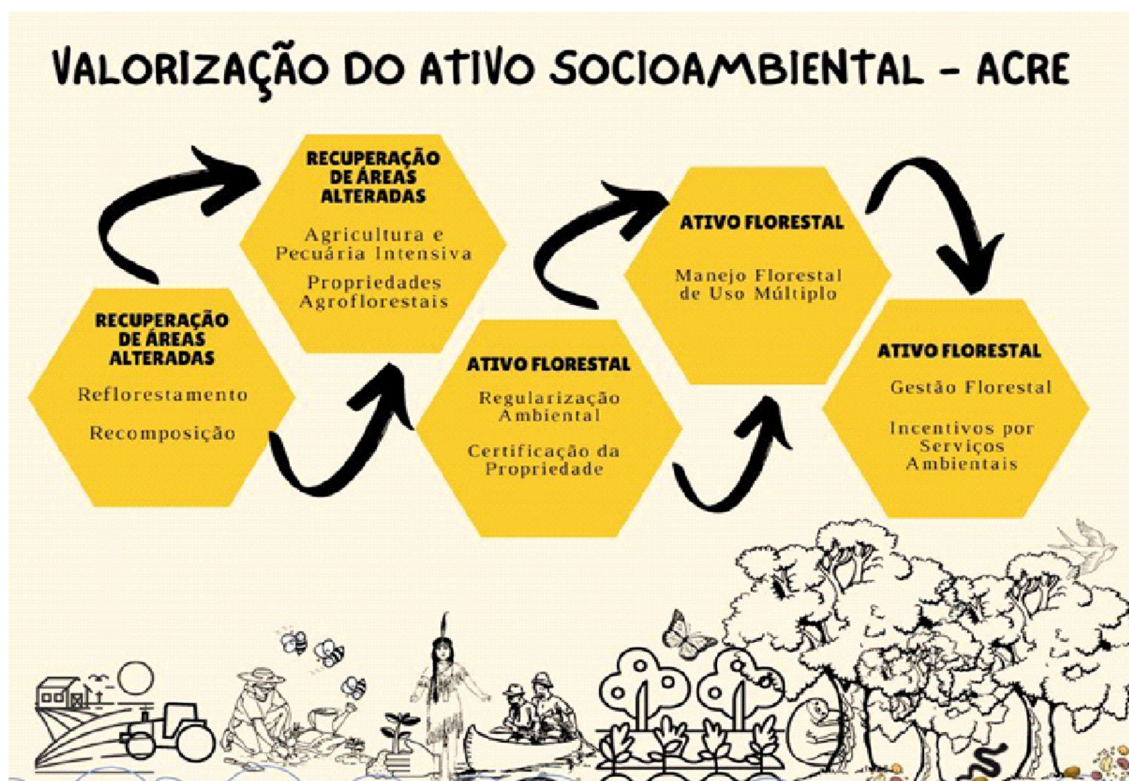 VALORIZAÇÃO DO ATIVO SOCIOAMBIENTAL - ACRE
RECUPERAÇÃO
DE ÁREAS
ALTERADAS
Reflorestamento
Recomposição
RECUPERAÇÃO
DE ÁREAS
ALTERADAS
Agricultura e
Pecuária Intensiva
Propriedades
Agroflorestais
ATIVO FLORESTAL
Regularização
Ambiental
Certificação da
Propriedade
ATIVO FLORESTAL
Manejo Florestal
de Uso Múltiplo
ATIVO FLORESTAL
Gestão Florestal
Incentivos por
Serviços
Ambientais